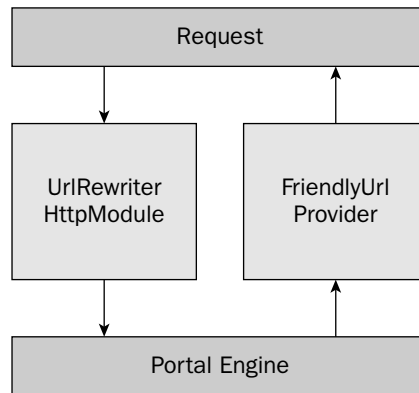 Request
UrlRewriter
HttpModule
FriendlyUrl
Provider
Portal Engine